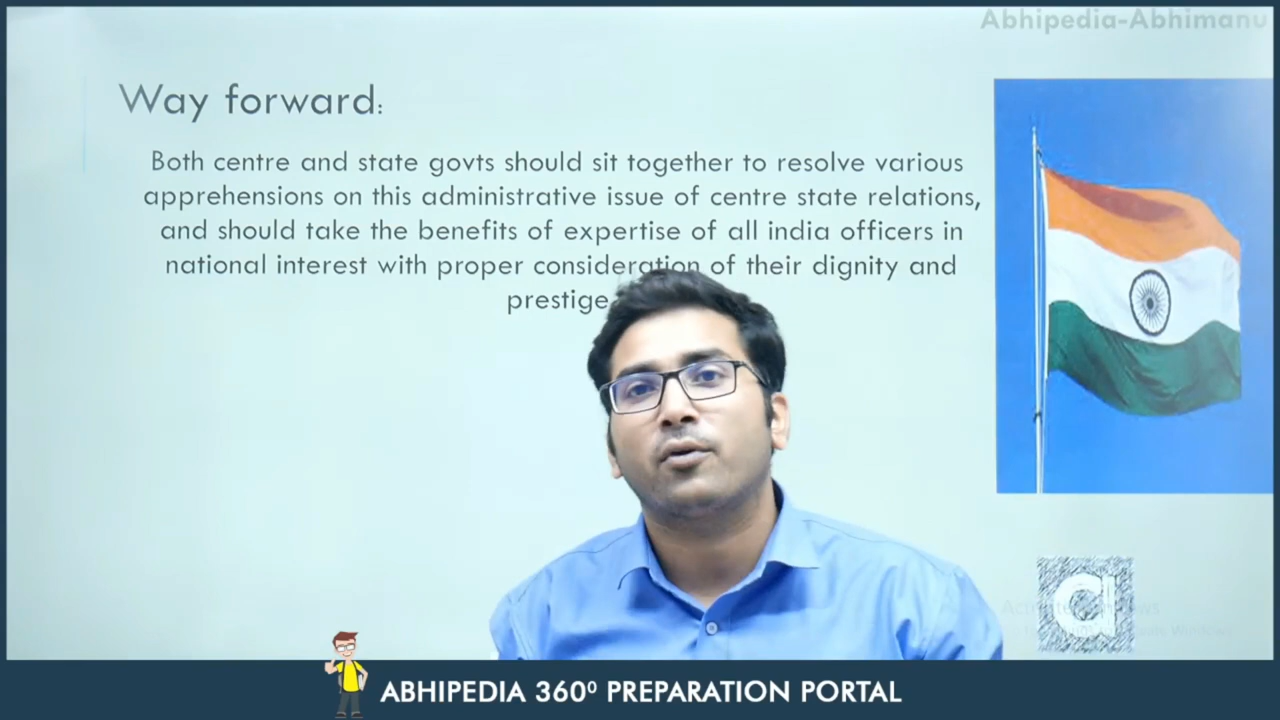 Abhipedia-Abhimanu
Way forward:
Both centre and state govts should sit together to resolve various
apprehensions on this administrative issue of centre state relations,
and should take the benefits of expertise of all india officers in
national interest with proper consideration of their dignity and
prestige
a
ABHIPEDIA 360⁰ PREPARATION PORTAL